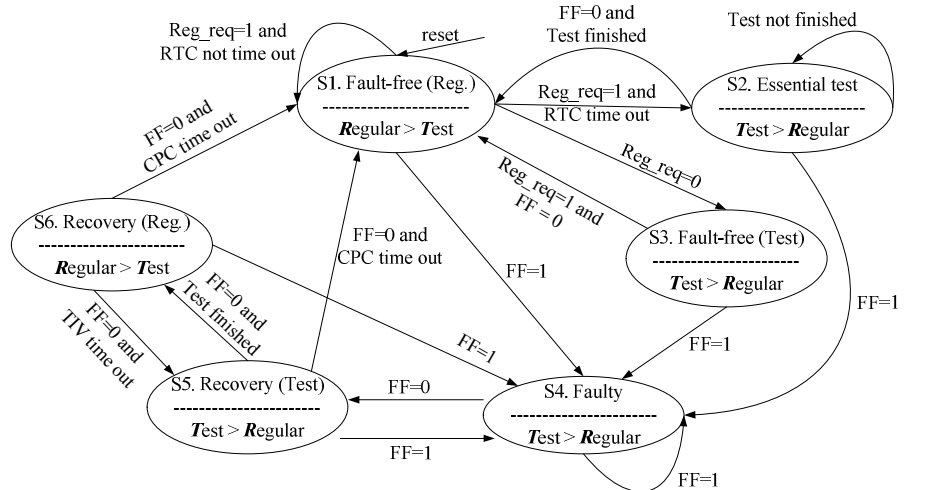 Reg_req=1 and
RTC not time out
reset
FF=0 and
Test finished
Test not finished
S1. Fault-free (Reg.)
---------------------
Regular > Test
Reg_req=1 and
RTC time out
S2. Essential test
---------------------
Test > Regular
FF=0 and
CPC time out
Reg_req=0
Reg_req=1 and
FF = 0
S6. Recovery (Reg.)
---------------------
Regular > Test
FF=0 and
CPC time out
S3. Fault-free (Test)
---------------------
Test > Regular
FF=1
FF=1
FF=0 and
Test finished
FF=0 and
TIV time out
FF=1
FF=1
S5. Recovery (Test)
---------------------
Test > Regular
FF=0
FF=1
S4. Faulty
---------------------
Test > Regular
FF=1